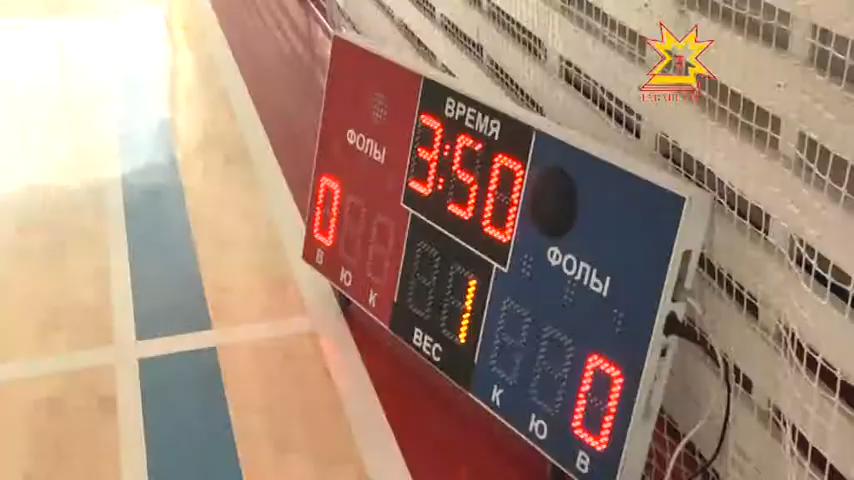 ВРЕМЯ
3:50
ФОЛЫ
0
В Ю К
ВЕС
1
ФОЛЫ
0
К Ю В